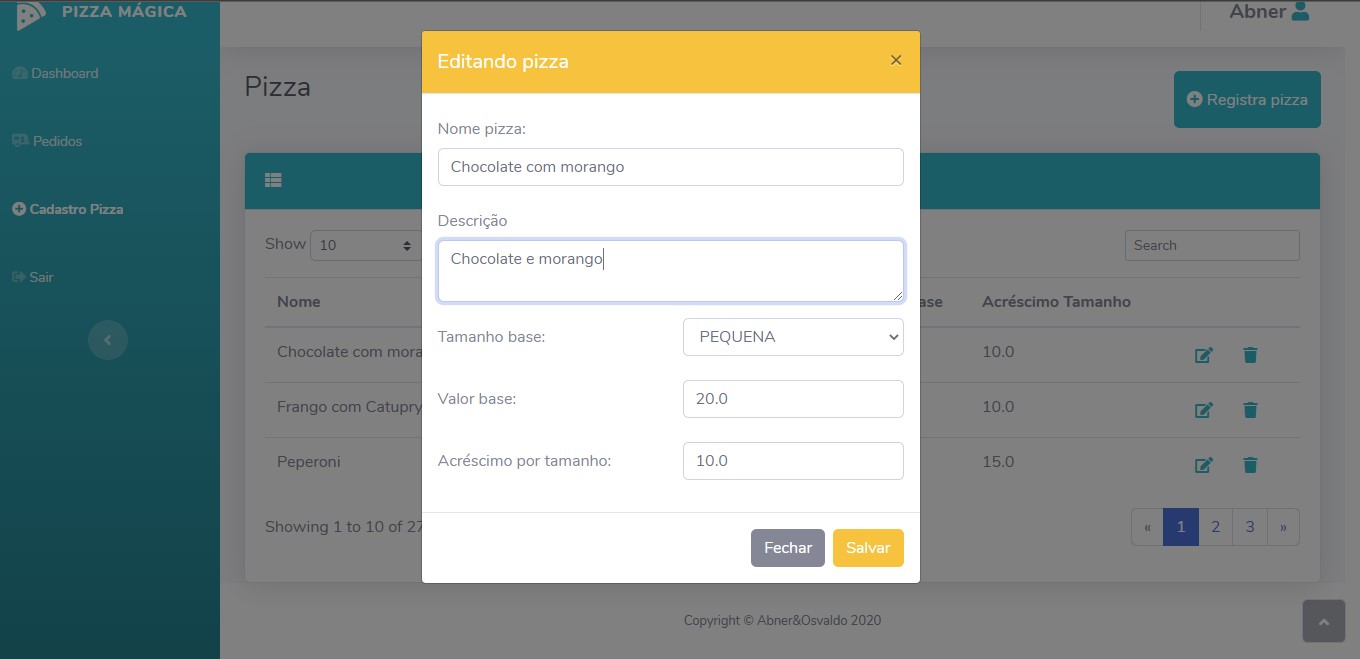 PIZZA MÁGICA
Abner
Dashboard
Pedidos
Cadastro Pizza
Sair
Pizza
Registra pizza
Show 10
Search
Nome
ase
Acréscimo Tamanho
Chocolate com mora
10.0
Frango com Catupry
10.0
Peperoni
15.0
Showing 1 to 10 of 27
« 1 2 3 »
Editando pizza
×
Nome pizza:
Chocolate com morango
Descrição
Chocolate e morango
Tamanho base:
PEQUENA
Valor base:
20.0
Acréscimo por tamanho:
10.0
Fechar
Salvar
Copyright © Abner&Osvaldo 2020